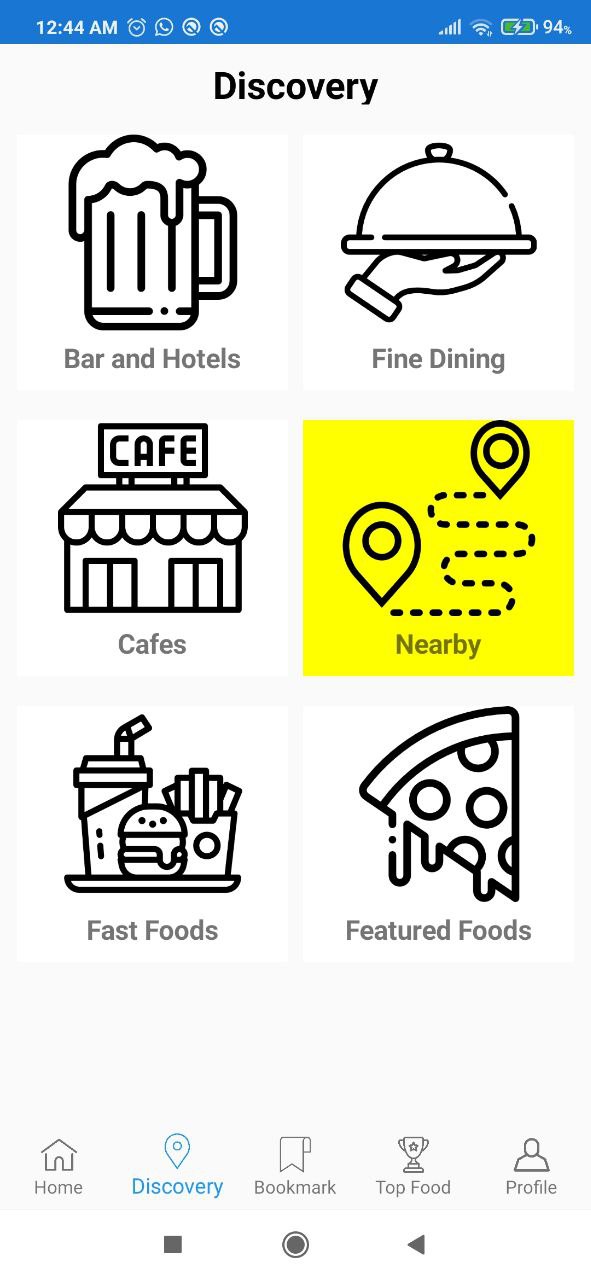 12:44 AM 94%
Discovery
Bar and Hotels
Fine Dining
CAFE
Cafes
Nearby
Fast Foods
Featured Foods
Home
Discovery
Bookmark
Top Food
Profile